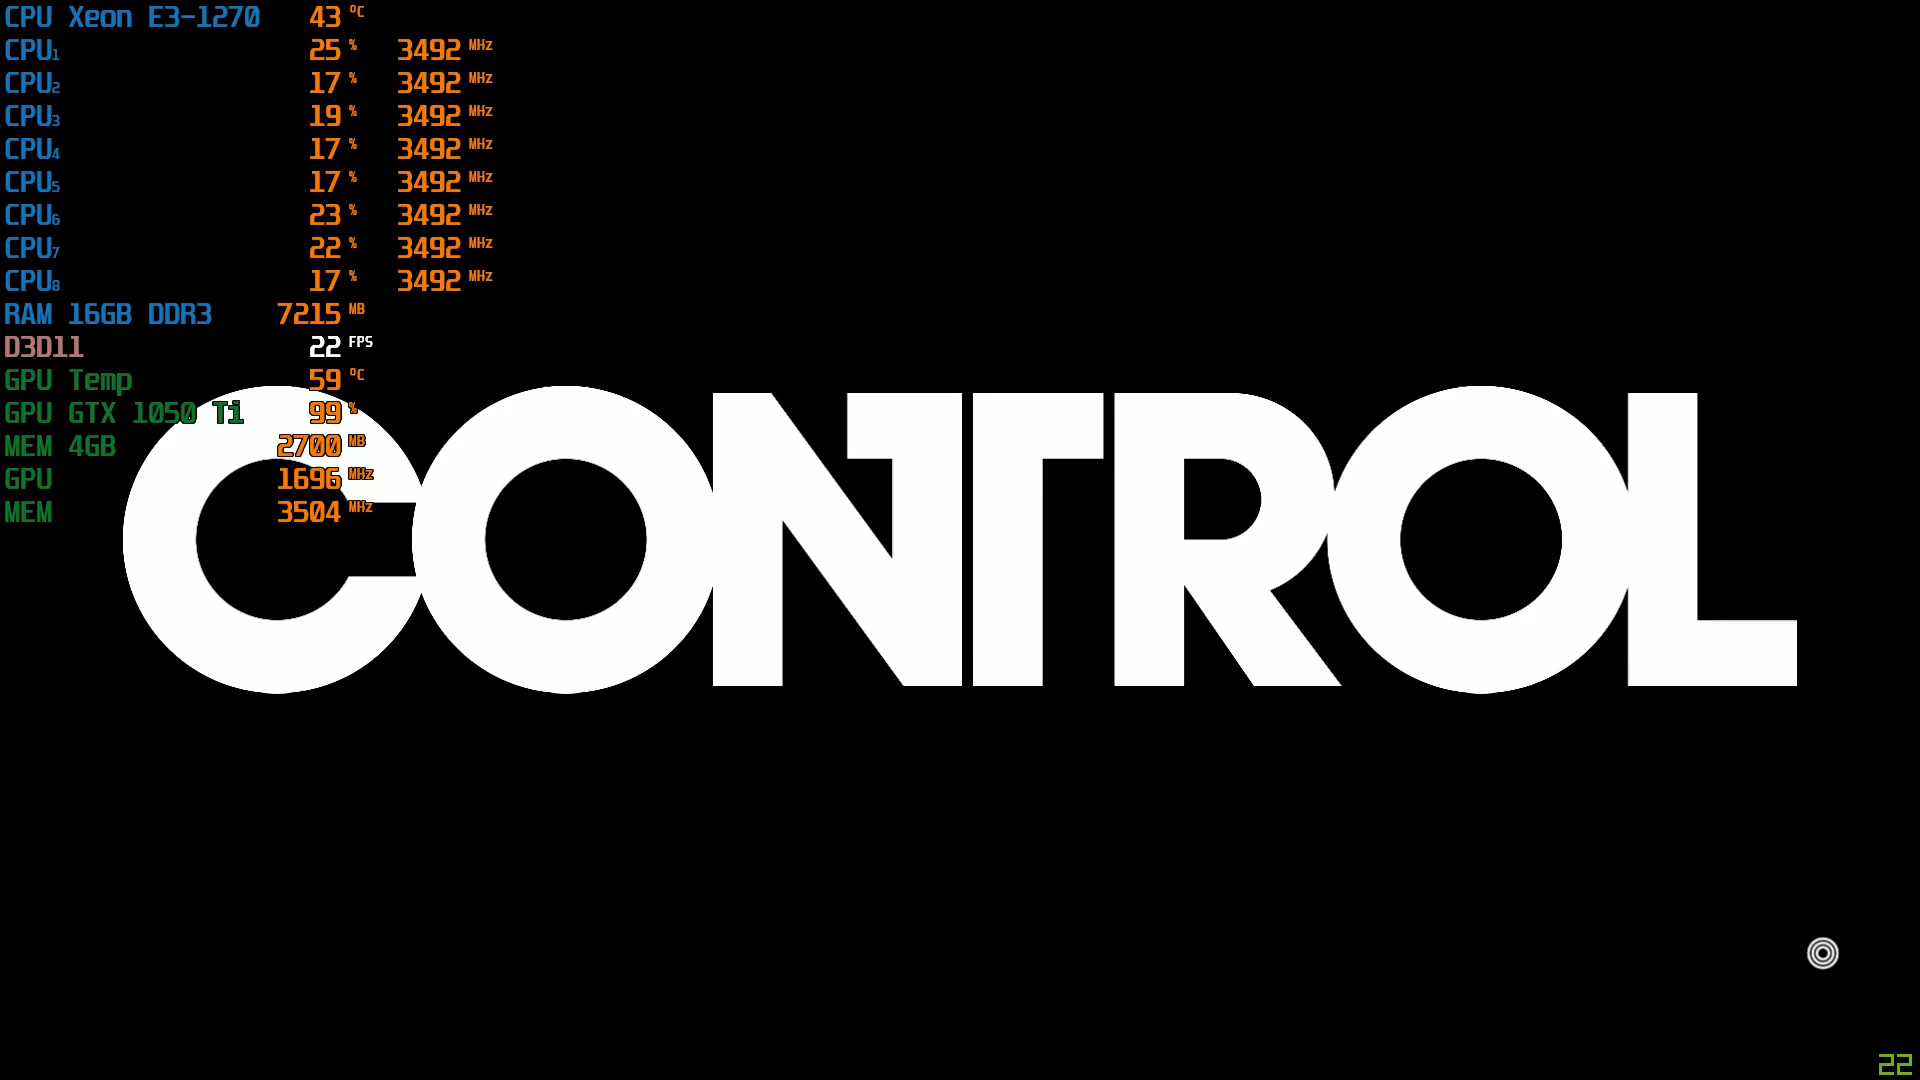 CPU Xeon E3-1270 43 °C
CPU1 25 % 3492 MHz
CPU2 17 % 3492 MHz
CPU3 19 % 3492 MHz
CPU4 17 % 3492 MHz
CPU5 17 % 3492 MHz
CPU6 23 % 3492 MHz
CPU7 22 % 3492 MHz
CPU8 17 % 3492 MHz
RAM 16GB DDR3 7215 MB
D3D11 22 FPS
GPU Temp 59 °C
GPU GTX 1050 Ti 99 %
MEM 4GB 2700 MB
GPU 1696 MHz
MEM 3504 MHz
CONTROL
22